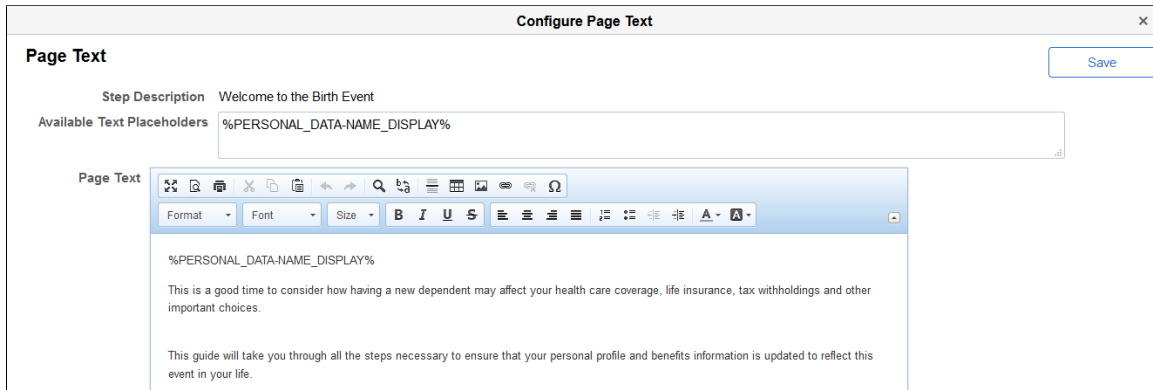 Configure Page Text ×
Page Text
Save
Step Description Welcome to the Birth Event
Available Text Placeholders %PERSONAL_DATA-NAME_DISPLAY%
Page Text
Format Font Size B I U S A A
%PERSONAL_DATA-NAME_DISPLAY%
This is a good time to consider how having a new dependent may affect your health care coverage, life insurance, tax withholdings and other
important choices.
This guide will take you through all the steps necessary to ensure that your personal profile and benefits information is updated to reflect this
event in your life.